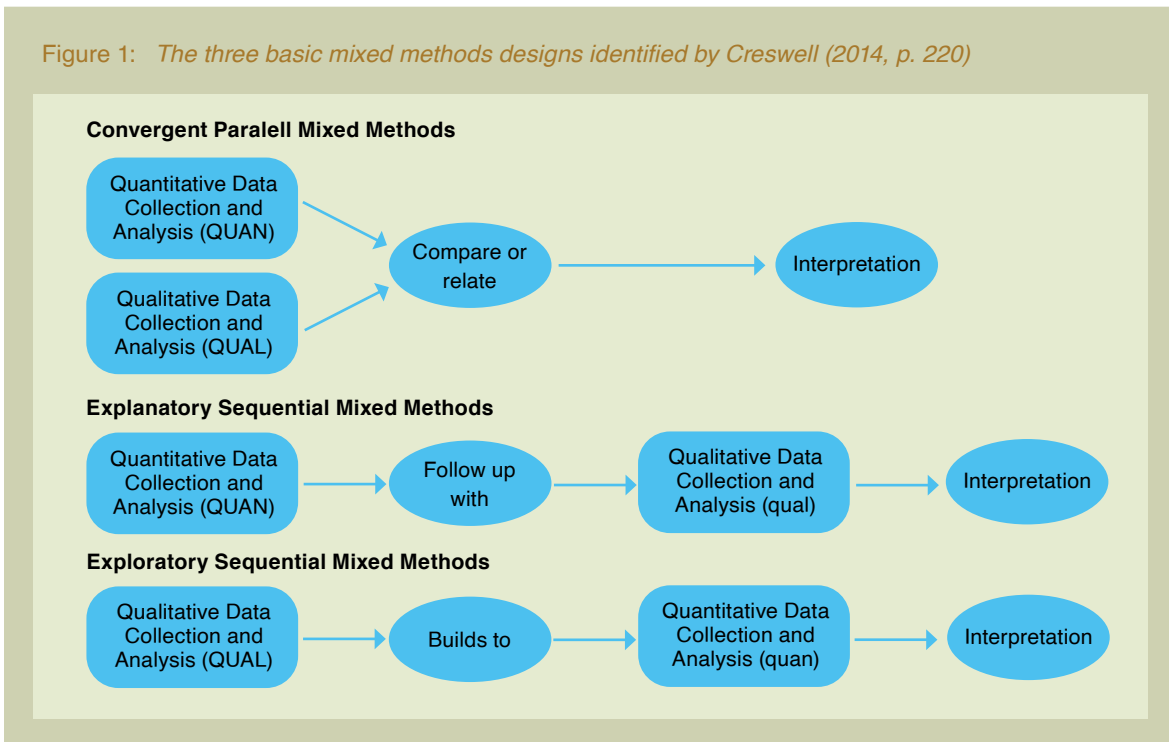 Figure 1: The three basic mixed methods designs identified by Creswell (2014, p. 220)
Convergent Paralell Mixed Methods
Quantitative Data
Collection and
Analysis (QUAN)
Qualitative Data
Collection and
Analysis (QUAL)
Compare or
relate
Interpretation
Explanatory Sequential Mixed Methods
Quantitative Data
Collection and
Analysis (QUAN)
Follow up
with
Qualitative Data
Collection and
Analysis (qual)
Interpretation
Exploratory Sequential Mixed Methods
Qualitative Data
Collection and
Analysis (QUAL)
Builds to
Quantitative Data
Collection and
Analysis (quan)
Interpretation